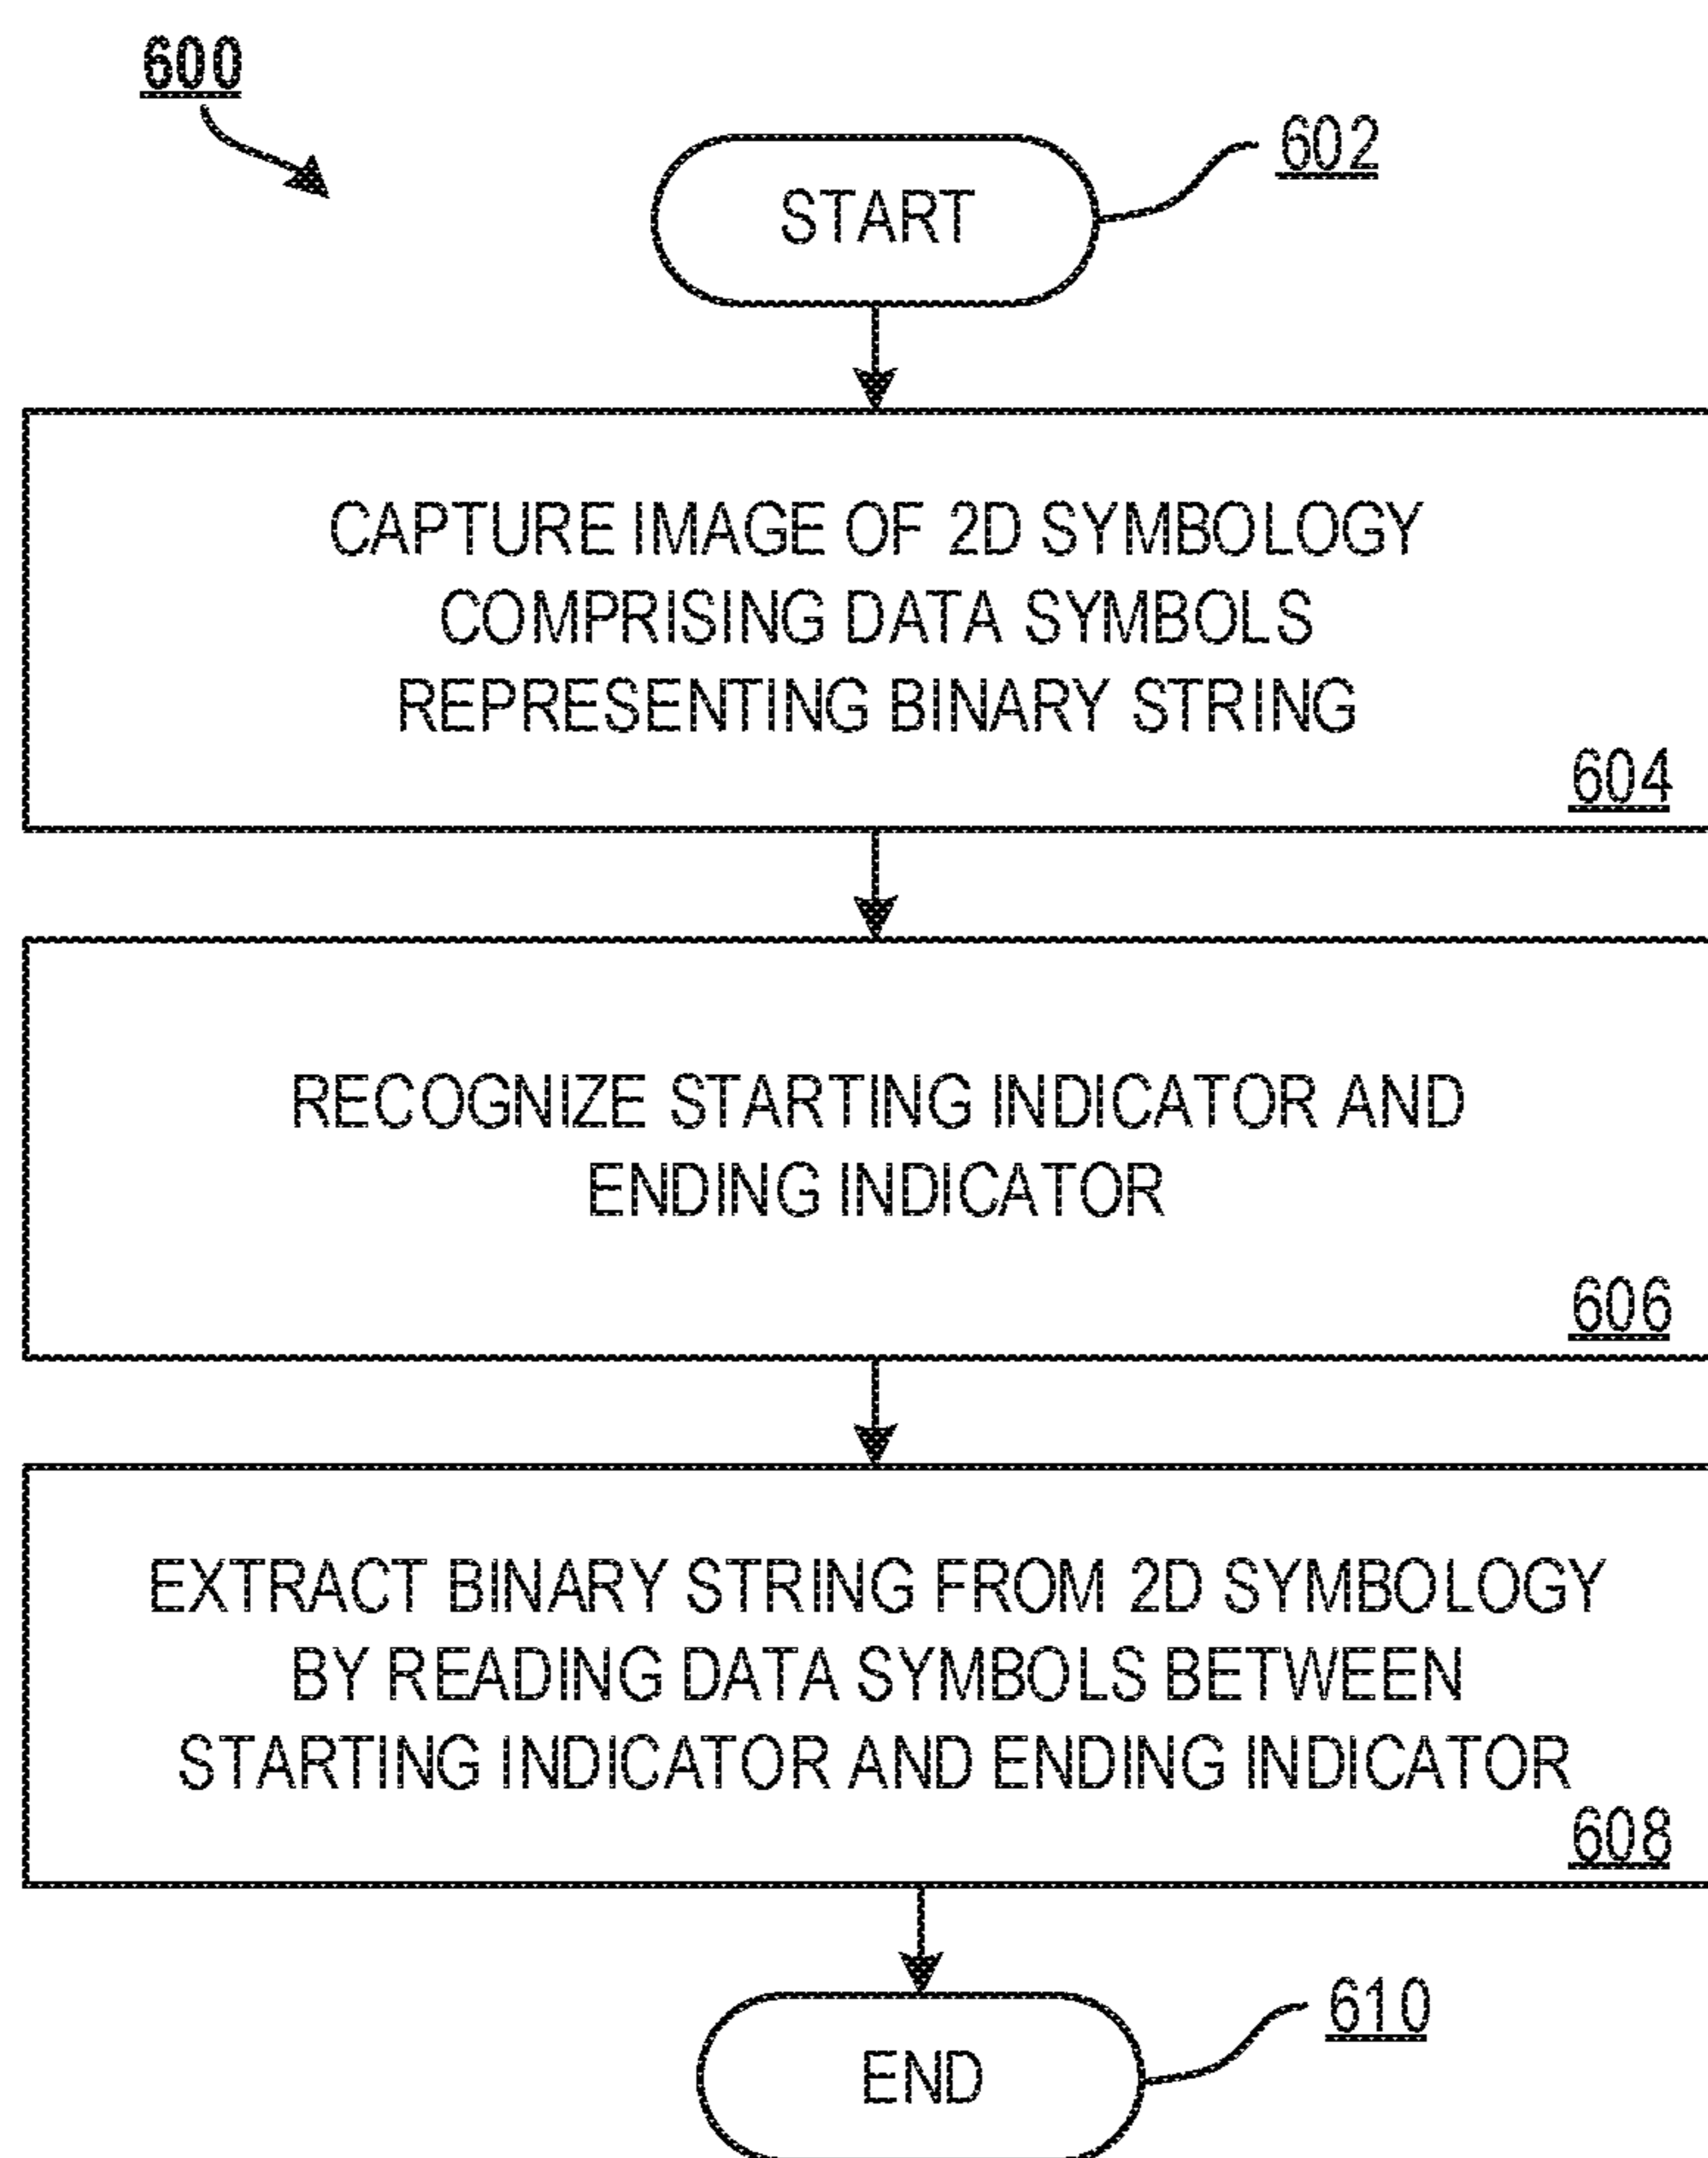 600
602
START
CAPTURE IMAGE OF 2D SYMBOLOGY
COMPRISING DATA SYMBOLS
REPRESENTING BINARY STRING
604
RECOGNIZE STARTING INDICATOR AND
ENDING INDICATOR
606
EXTRACT BINARY STRING FROM 2D SYMBOLOGY
BY READING DATA SYMBOLS BETWEEN
STARTING INDICATOR AND ENDING INDICATOR
608
610
END